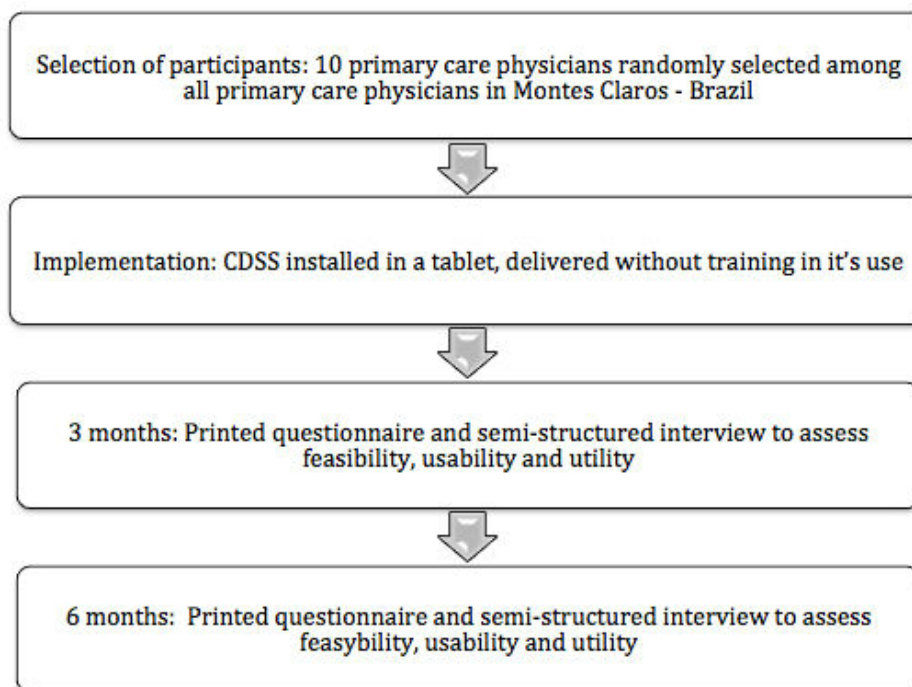 Selection of participants: 10 primary care physicians randomly selected among
all primary care physicians in Montes Claros - Brazil
Implementation: CDSS installed in a tablet, delivered without training in it's use
3 months: Printed questionnaire and semi-structured interview to assess
feasibility, usability and utility
6 months:  Printed questionnaire and semi-structured interview to assess
feasybility, usability and utility